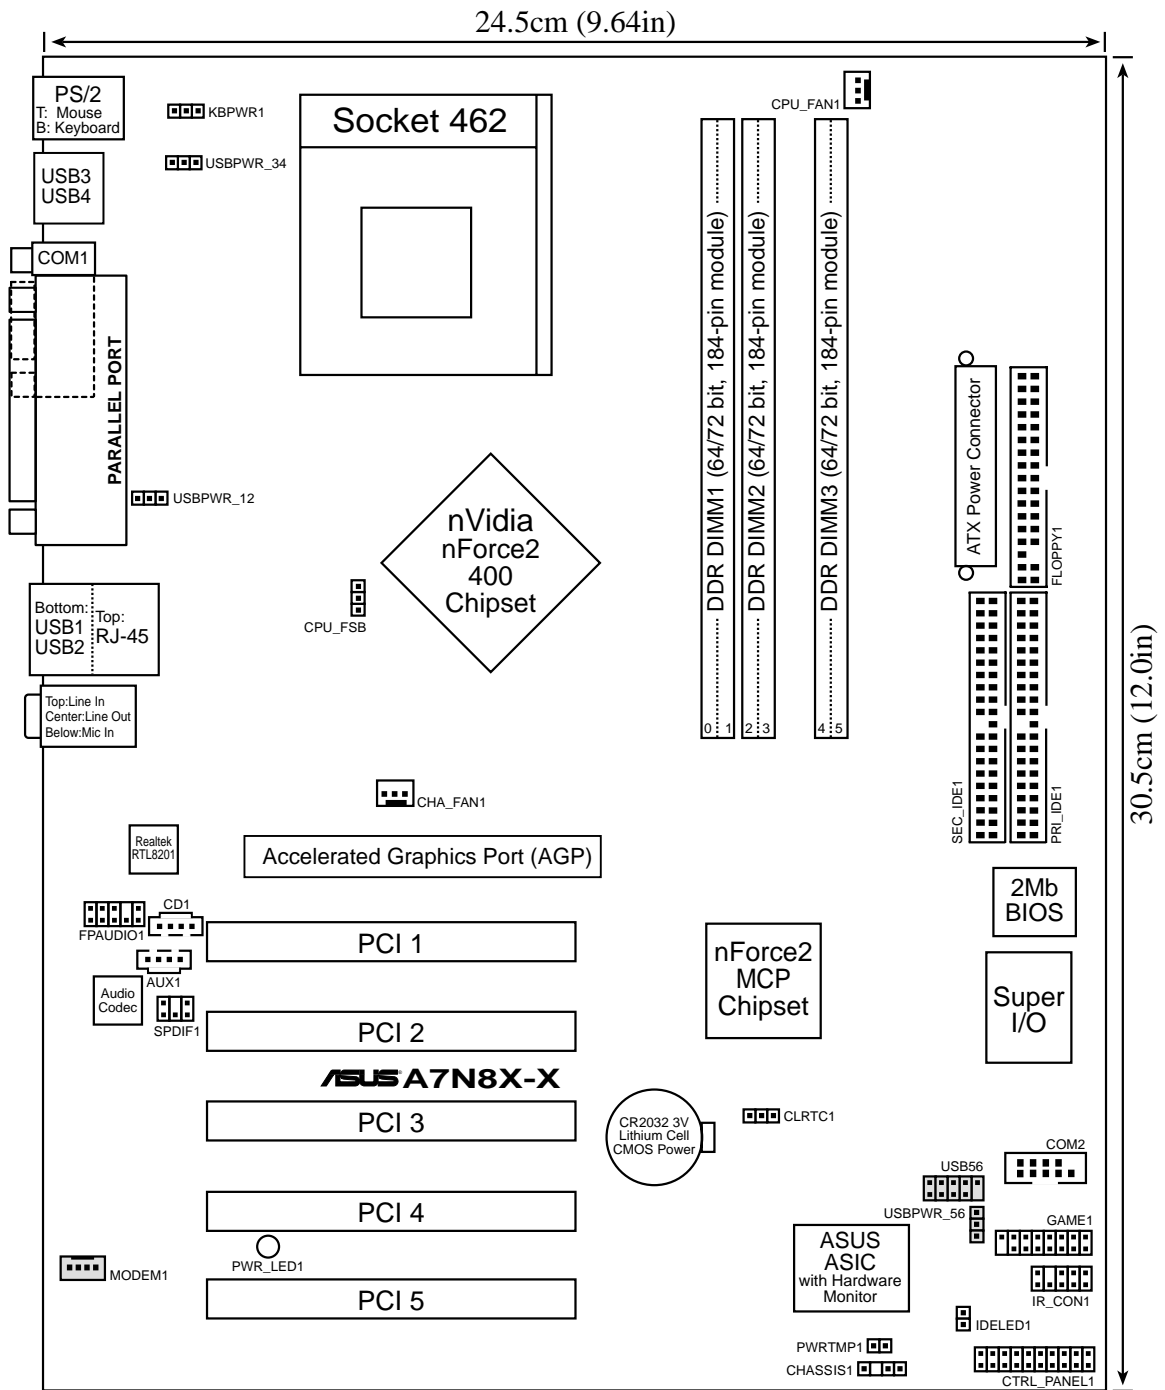 24.5cm (9.64in)
PS/2
T: Mouse
B: Keyboard
KBPWR1
Socket 462
CPU_FAN1
USBPWR_34
USB3
USB4
COM1
PARALLEL PORT
USBPWR_12
DDR DIMM1 (64/72 bit, 184-pin module)
DDR DIMM2 (64/72 bit, 184-pin module)
DDR DIMM3 (64/72 bit, 184-pin module)
0 1
2 3
4 5
ATX Power Connector
FLOPPY1
nVidia
nForce2
400
Chipset
CPU_FSB
Bottom:
USB1
USB2
Top:
RJ-45
Top:Line In
Center:Line Out
Below:Mic In
30.5cm (12.0in)
SEC_IDE1
PRI_IDE1
CHA_FAN1
Realtek
RTL8201
Accelerated Graphics Port (AGP)
2Mb
BIOS
CD1
FPAUDIO1
PCI 1
AUX1
nForce2
MCP
Chipset
Audio
Codec
SPDIF1
PCI 2
Super
I/O
ASUS A7N8X-X
PCI 3
CR2032 3V
Lithium Cell
CMOS Power
CLRTC1
COM2
USB56
PCI 4
USBPWR_56
GAME1
PWR_LED1
MODEM1
ASUS
ASIC
with Hardware
Monitor
IR_CON1
PCI 5
IDELED1
PWRTMP1
CHASSIS1
CTRL_PANEL1